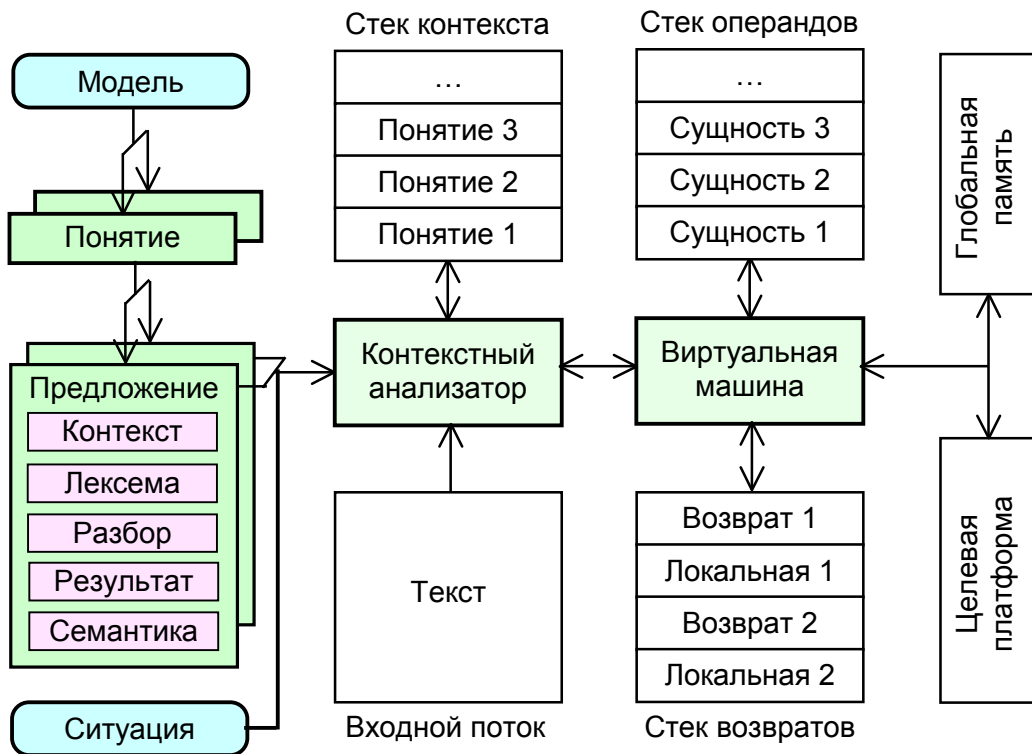 Стек контекста
Стек операндов
Модель
…
Понятие 3
Понятие 2
Понятие 1
…
Сущность 3
Сущность 2
Сущность 1
Глобальная
память
Понятие
Предложение
Контекст
Лексема
Разбор
Результат
Семантика
Контекстный
анализатор
Виртуальная
машина
Текст
Возврат 1
Локальная 1
Возврат 2
Локальная 2
Целевая
платформа
Ситуация
Входной поток
Стек возвратов